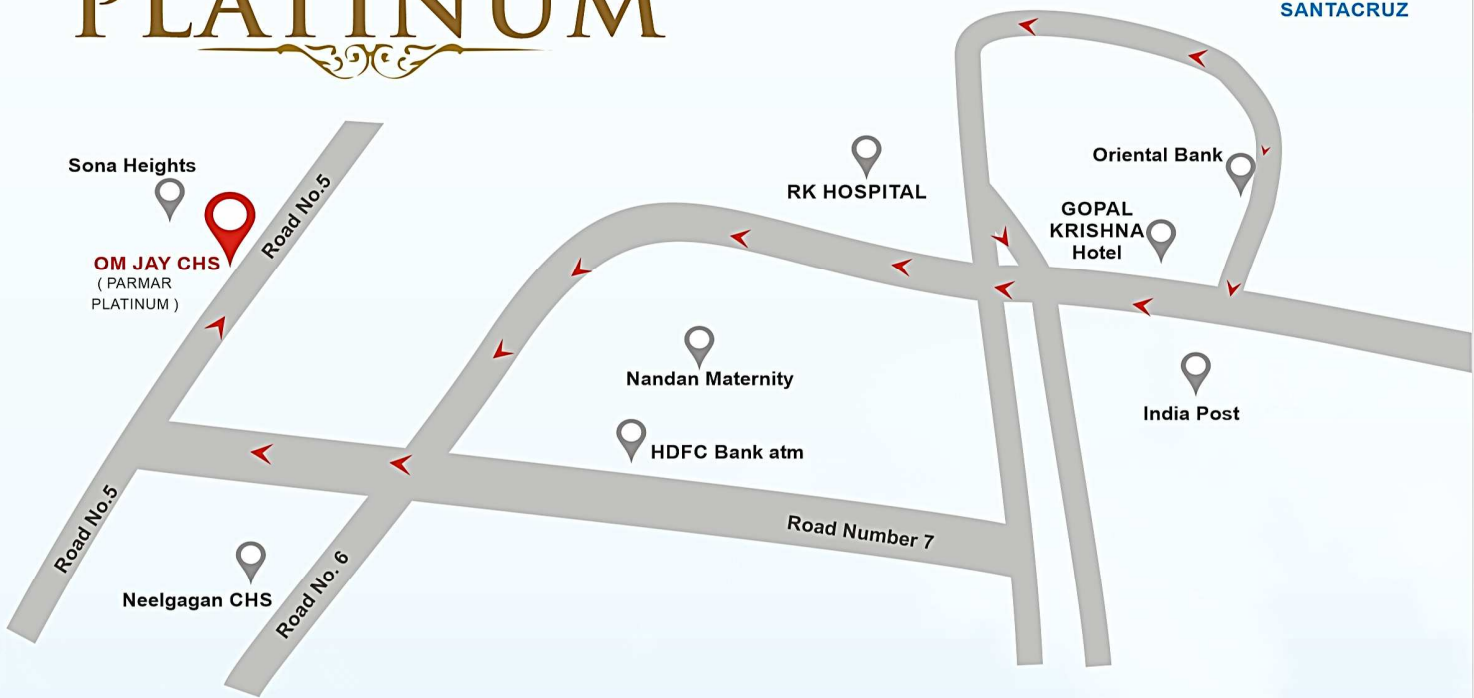 PLATINUM
SANTACRUZ
Sona Heights
Road No.5
OM JAY CHS
( PARMAR
PLATINUM )
RK HOSPITAL
Oriental Bank
GOPAL
KRISHNA
Hotel
Nandan Maternity
India Post
HDFC Bank atm
Road Number 7
Road No.5
Neelgagan CHS
Road No. 6